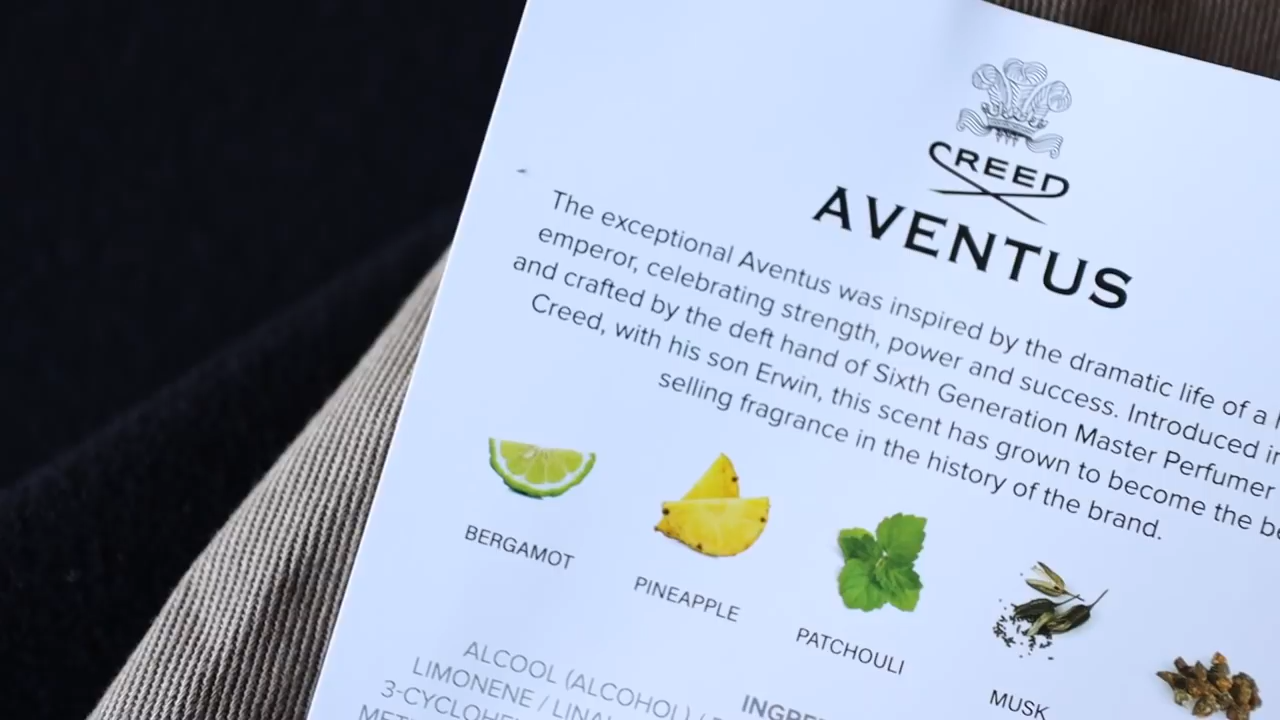 CREED
AVENTUS
The exceptional Aventus was inspired by the dramatic life of a
emperor, celebrating strength, power and success. Introduced
and crafted by the deft hand of Sixth Generation Master Perfumer
Creed, with his son Erwin, this scent has grown to become the
selling fragrance in the history of the brand.
BERGAMOT
PINEAPPLE
PATCHOULI
MUSK
ALCOOL (ALCOHOL) /
LIMONENE /